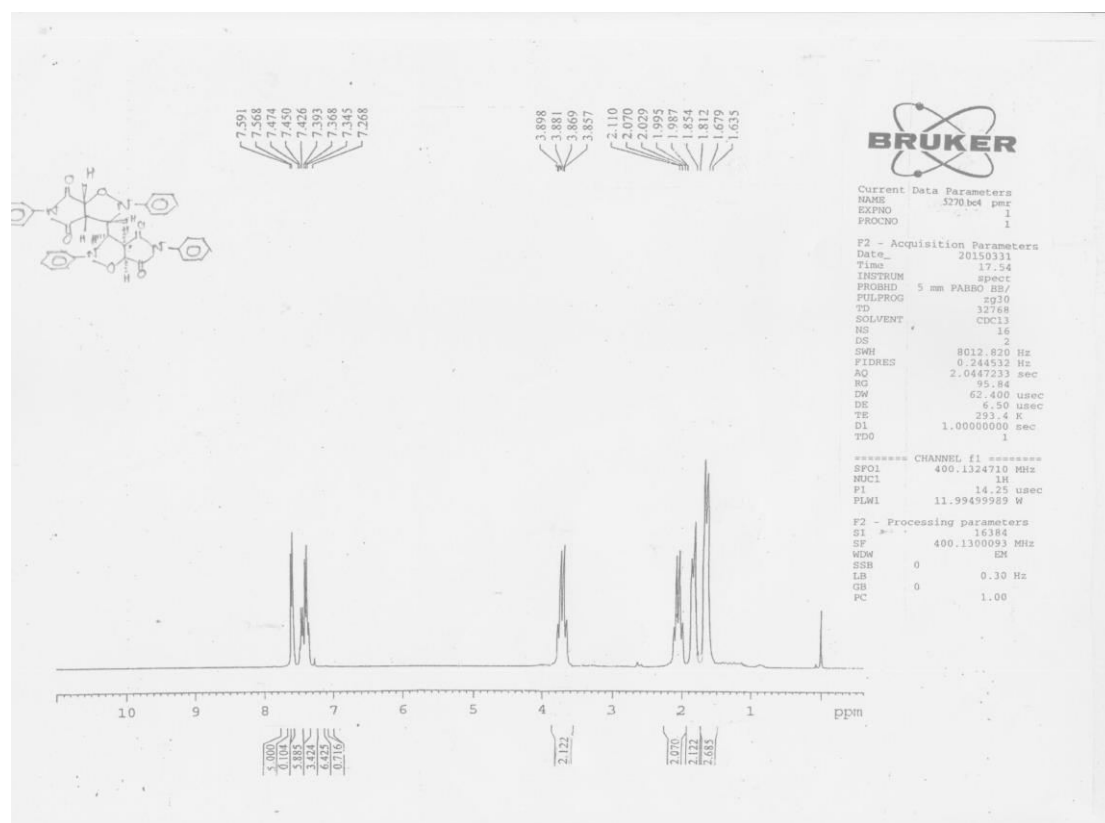 7.591
7.568
7.474
7.450
7.426
7.393
7.368
7.345
7.268
3.898
3.881
3.869
3.857
2.110
2.070
2.029
1.995
1.987
1.854
1.812
1.679
1.635
BRUKER
Current Data Parameters
NAME 5270 bc4 pmr
EXPNO 1
PROCNO 1
F2 - Acquisition Parameters
Date_ 20150331
Time 17.54
INSTRUM spect
PROBHD 5 mm PABBO BB/
PULPROG zg30
TD 32768
SOLVENT CDCl3
NS 16
DS 2
SWH 8012.820 Hz
FIDRES 0.244532 Hz
AQ 2.0447233 sec
RG 95.84
DW 62.400 usec
DE 6.50 usec
TE 293.4 K
D1 1.00000000 sec
TD0 1
======== CHANNEL f1 ========
SFO1 400.1324710 MHz
NUC1 1H
P1 14.25 usec
PLW1 11.99499989 W
F2 - Processing parameters
SI 16384
SF 400.1300093 MHz
WDW EM
SSB 0
LB 0.30 Hz
GB 0
PC 1.00
H
O
O
N
N
H
H
H
O
N
N
O
H
O
10 9 8 7 6 5 4 3 2 1 ppm
5.000
0.104
5.885
3.424
6.425
0.716
2.122
2.070
2.122
2.685